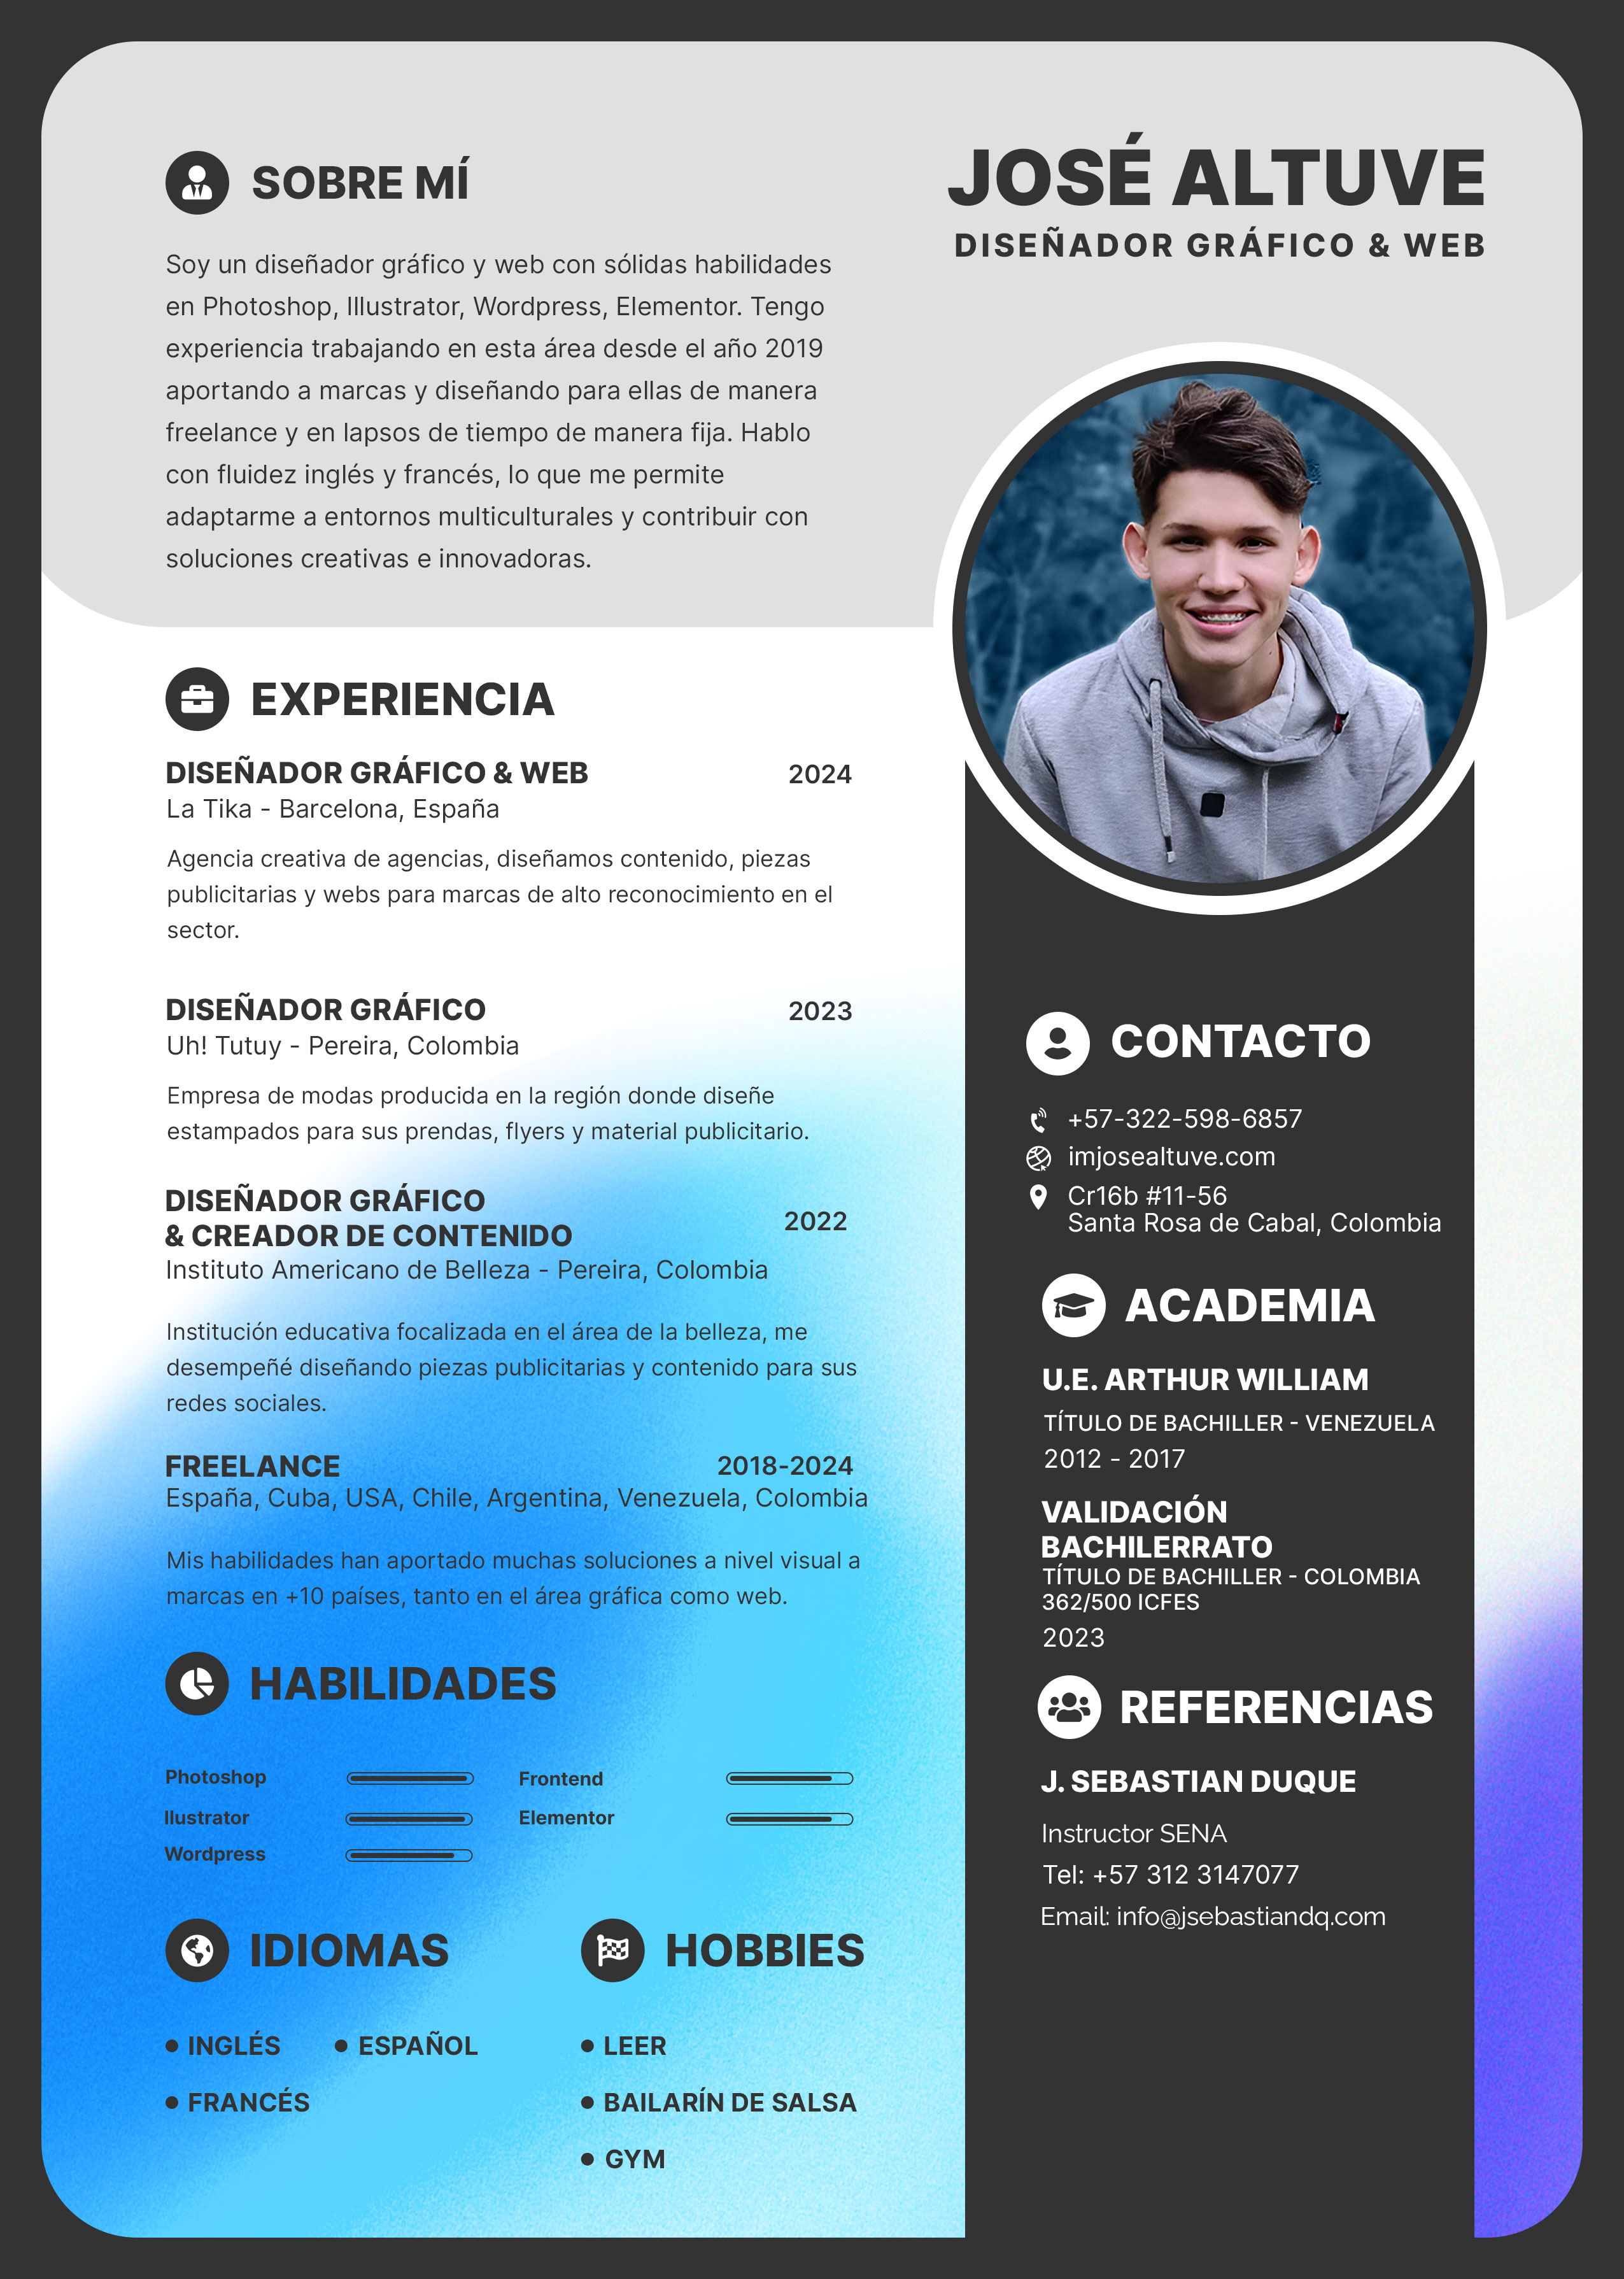 SOBRE MÍ
Soy un diseñador gráfico y web con sólidas habilidades
en Photoshop, Illustrator, Wordpress, Elementor. Tengo
experiencia trabajando en esta área desde el año 2019
aportando a marcas y diseñando para ellas de manera
freelance y en lapsos de tiempo de manera fija. Hablo
con fluidez inglés y francés, lo que me permite
adaptarme a entornos multiculturales y contribuir con
soluciones creativas e innovadoras.
JOSÉ ALTUVE
DISEÑADOR GRÁFICO & WEB
EXPERIENCIA
DISEÑADOR GRÁFICO & WEB 2024
La Tika - Barcelona, España
Agencia creativa de agencias, diseñamos contenido, piezas
publicitarias y webs para marcas de alto reconocimiento en el
sector.
DISEÑADOR GRÁFICO 2023
Uh! Tutuy - Pereira, Colombia
Empresa de modas producida en la región donde diseñe
estampados para sus prendas, flyers y material publicitario.
DISEÑADOR GRÁFICO
& CREADOR DE CONTENIDO 2022
Instituto Americano de Belleza - Pereira, Colombia
Institución educativa focalizada en el área de la belleza, me
desempeñé diseñando piezas publicitarias y contenido para sus
redes sociales.
FREELANCE 2018-2024
España, Cuba, USA, Chile, Argentina, Venezuela, Colombia
Mis habilidades han aportado muchas soluciones a nivel visual a
marcas en +10 países, tanto en el área gráfica como web.
HABILIDADES
Photoshop Frontend
Ilustrator Elementor
Wordpress
IDIOMAS
INGLÉS ESPAÑOL
FRANCÉS
HOBBIES
LEER
BAILARÍN DE SALSA
GYM
CONTACTO
+57-322-598-6857
imjosealtuve.com
Cr16b #11-56
Santa Rosa de Cabal, Colombia
ACADEMIA
U.E. ARTHUR WILLIAM
TÍTULO DE BACHILLER - VENEZUELA
2012 - 2017
VALIDACIÓN
BACHILERRATO
TÍTULO DE BACHILLER - COLOMBIA
362/500 ICFES
2023
REFERENCIAS
J. SEBASTIAN DUQUE
Instructor SENA
Tel: +57 312 3147077
Email: info@jsebastiandq.com